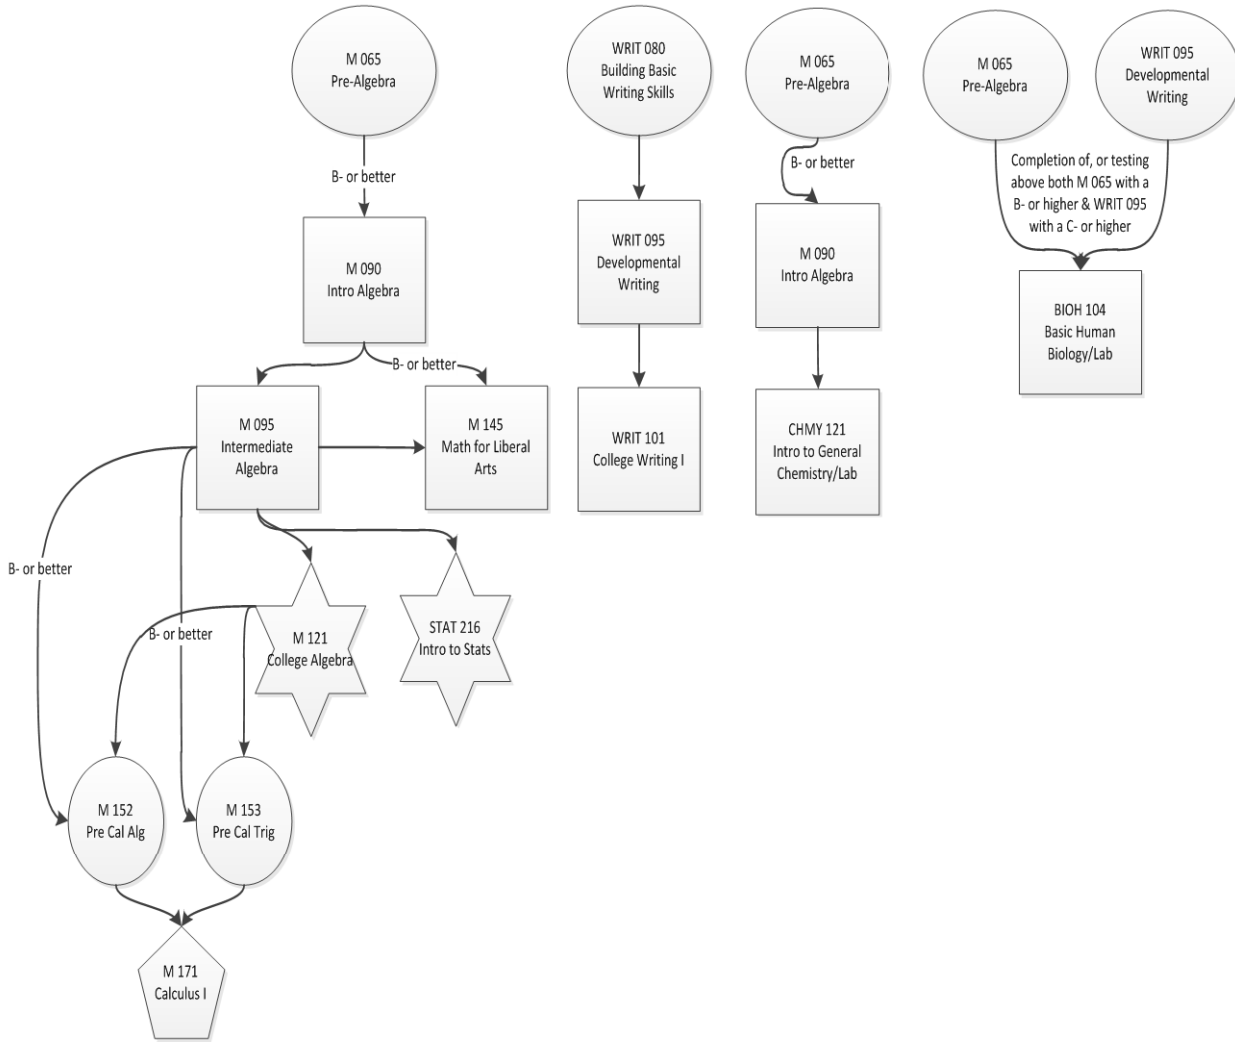 M 065
Pre-Algebra
WRIT 080
Building Basic
Writing Skills
M 065
Pre-Algebra
M 065
Pre-Algebra
WRIT 095
Developmental
Writing
B- or better
B- or better
Completion of, or testing
above both M 065 with a
B- or higher & WRIT 095
with a C- or higher
M 090
Intro Algebra
WRIT 095
Developmental
Writing
M 090
Intro Algebra
BIOH 104
Basic Human
Biology/Lab
B- or better
M 095
Intermediate
Algebra
M 145
Math for Liberal
Arts
WRIT 101
College Writing I
CHMY 121
Intro to General
Chemistry/Lab
B- or better
B- or better
M 121
College Algebra
STAT 216
Intro to Stats
M 152
Pre Cal Alg
M 153
Pre Cal Trig
M 171
Calculus I